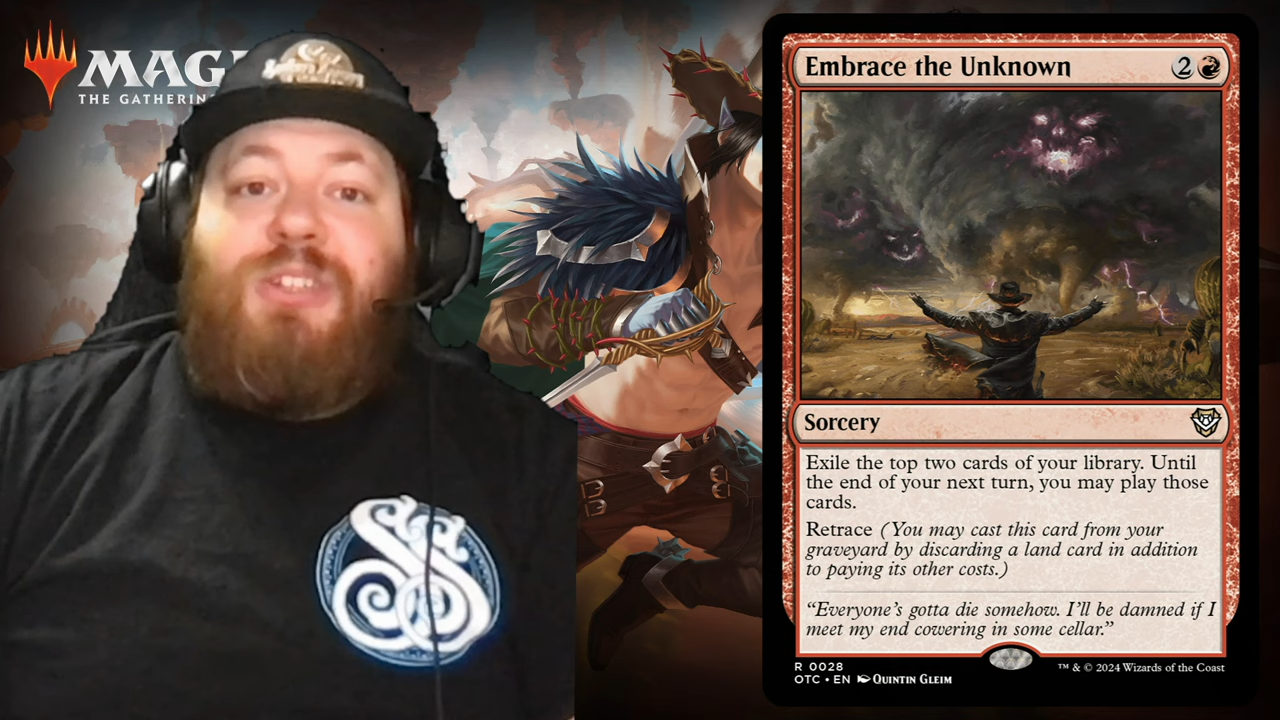 MAG
THE GATHERIN
Embrace the Unknown 2
Sorcery
Exile the top two cards of your library. Until
the end of your next turn, you may play those
cards.
Retrace (You may cast this card from your
graveyard by discarding a land card in addition
to paying its other costs.)
“Everyone’s gotta die somehow. I’ll be damned if I
meet my end cowering in some cellar.”
R 0028
OTC • EN Quintin Gleim
™ & © 2024 Wizards of the Coast